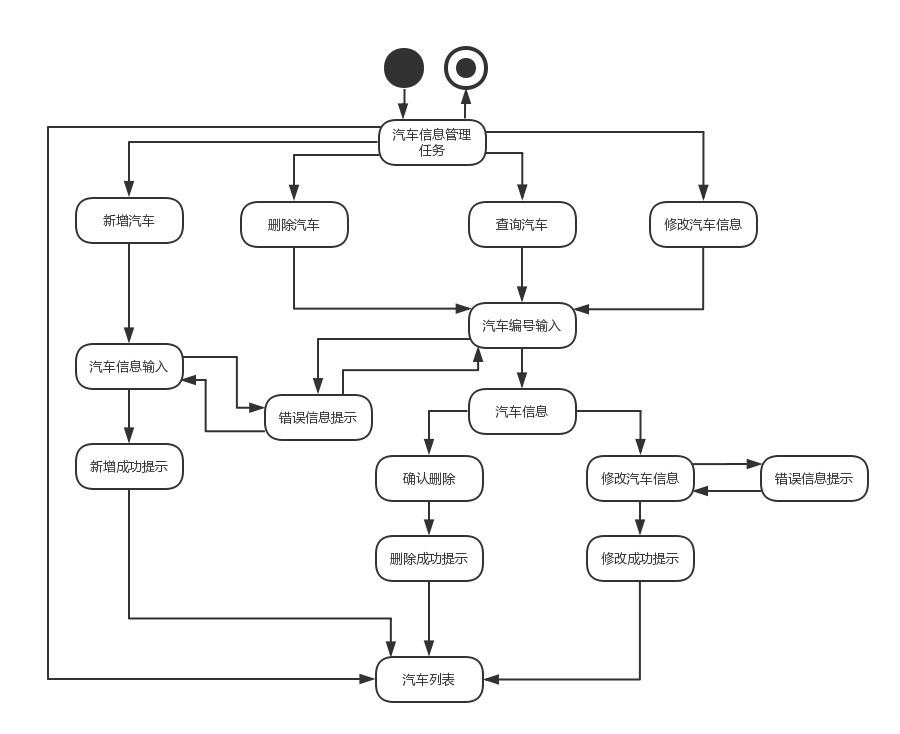 汽车信息管理
任务
新增汽车
删除汽车
查询汽车
修改汽车信息
汽车编号输入
汽车信息输入
错误信息提示
汽车信息
新增成功提示
确认删除
修改汽车信息
错误信息提示
删除成功提示
修改成功提示
汽车列表